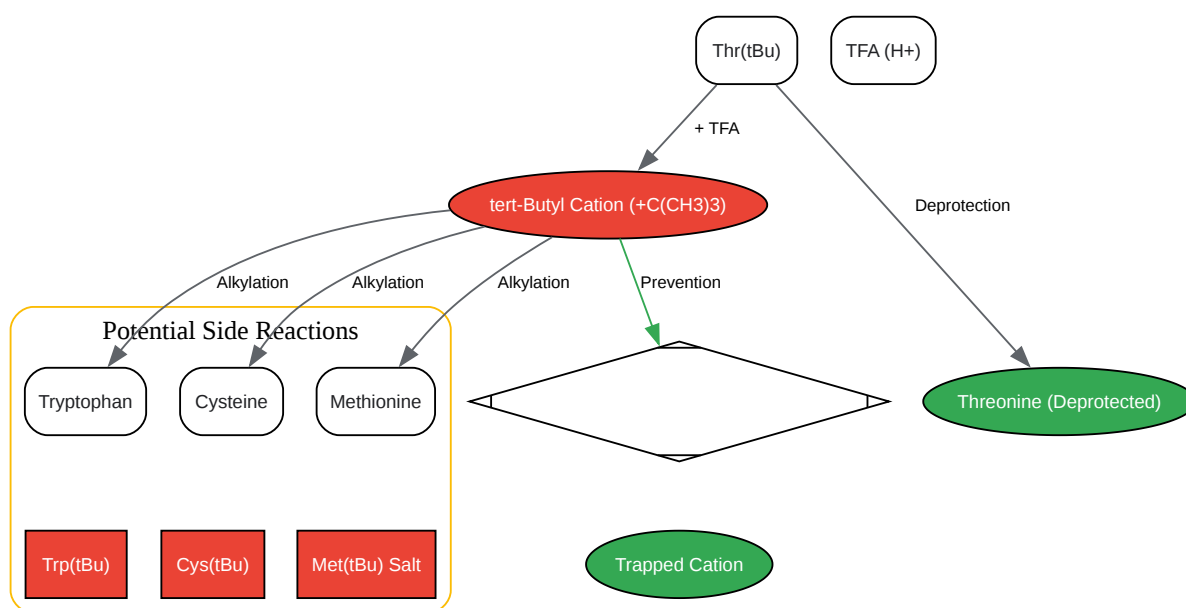 Thr(tBu)
TFA (H+)
+ TFA
tert-Butyl Cation (+C(CH3)3)
Deprotection
Alkylation
Alkylation
Alkylation
Prevention
Potential Side Reactions
Tryptophan
Cysteine
Methionine
Threonine (Deprotected)
Trp(tBu)
Cys(tBu)
Met(tBu) Salt
Trapped Cation